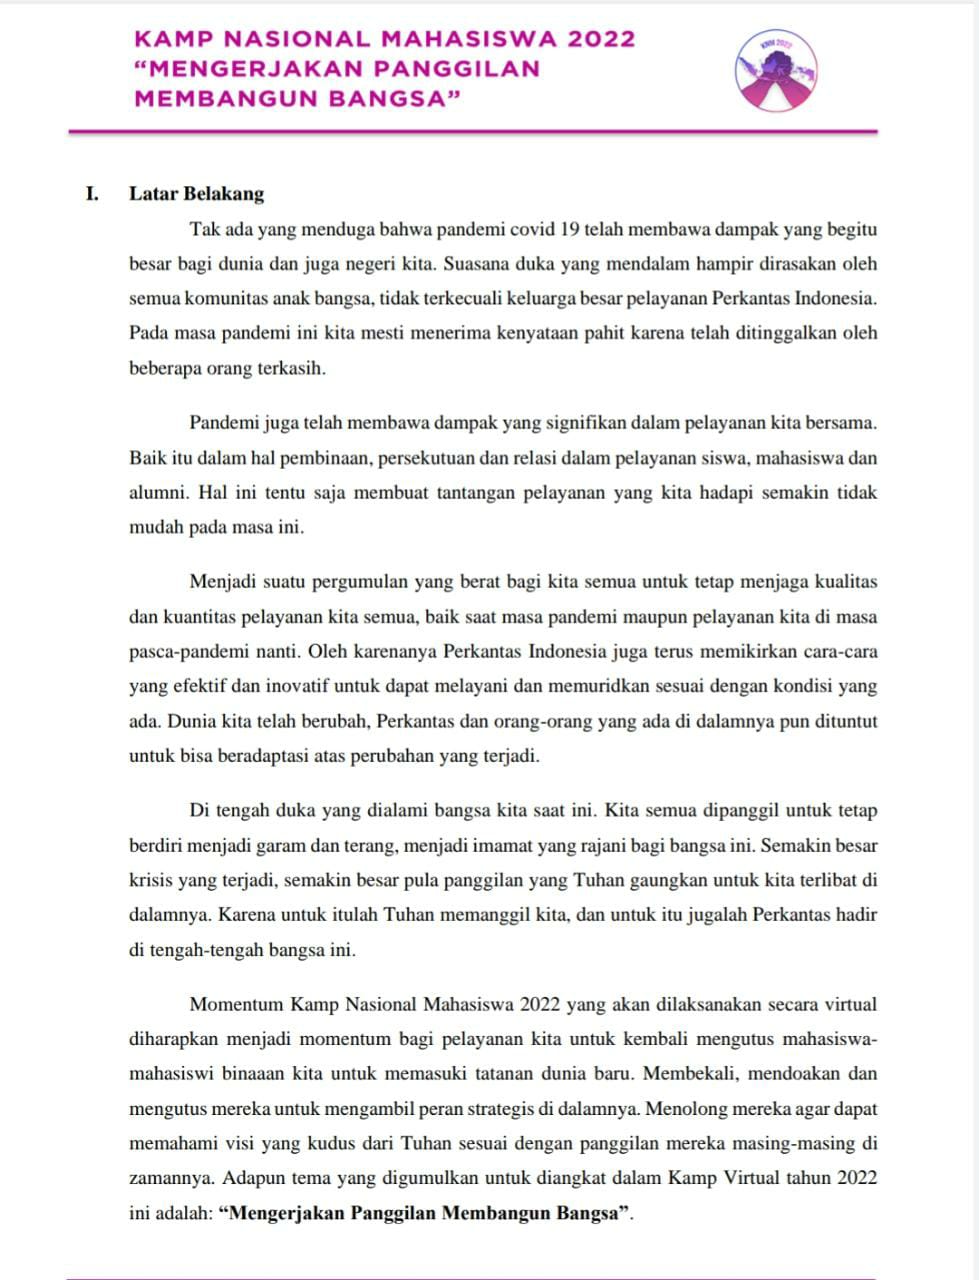 KAMP NASIONAL MAHASISWA 2022
“MENGERJAKAN PANGGILAN
MEMBANGUN BANGSA”
KNM 2022
I. Latar Belakang
Tak ada yang menduga bahwa pandemi covid 19 telah membawa dampak yang begitu
besar bagi dunia dan juga negeri kita. Suasana duka yang mendalam hampir dirasakan oleh
semua komunitas anak bangsa, tidak terkecuali keluarga besar pelayanan Perkantas Indonesia.
Pada masa pandemi ini kita mesti menerima kenyataan pahit karena telah ditinggalkan oleh
beberapa orang terkasih.
Pandemi juga telah membawa dampak yang signifikan dalam pelayanan kita bersama.
Baik itu dalam hal pembinaan, persekutuan dan relasi dalam pelayanan siswa, mahasiswa dan
alumni. Hal ini tentu saja membuat tantangan pelayanan yang kita hadapi semakin tidak
mudah pada masa ini.
Menjadi suatu pergumulan yang berat bagi kita semua untuk tetap menjaga kualitas
dan kuantitas pelayanan kita semua, baik saat masa pandemi maupun pelayanan kita di masa
pasca-pandemi nanti. Oleh karenanya Perkantas Indonesia juga terus memikirkan cara-cara
yang efektif dan inovatif untuk dapat melayani dan memuridkan sesuai dengan kondisi yang
ada. Dunia kita telah berubah, Perkantas dan orang-orang yang ada di dalamnya pun dituntut
untuk bisa beradaptasi atas perubahan yang terjadi.
Di tengah duka yang dialami bangsa kita saat ini. Kita semua dipanggil untuk tetap
berdiri menjadi garam dan terang, menjadi imamat yang rajani bagi bangsa ini. Semakin besar
krisis yang terjadi, semakin besar pula panggilan yang Tuhan gaungkan untuk kita terlibat di
dalamnya. Karena untuk itulah Tuhan memanggil kita, dan untuk itu jugalah Perkantas hadir
di tengah-tengah bangsa ini.
Momentum Kamp Nasional Mahasiswa 2022 yang akan dilaksanakan secara virtual
diharapkan menjadi momentum bagi pelayanan kita untuk kembali mengutus mahasiswa-
mahasiswi binaaan kita untuk memasuki tatanan dunia baru. Membekali, mendoakan dan
mengutus mereka untuk mengambil peran strategis di dalamnya. Menolong mereka agar dapat
memahami visi yang kudus dari Tuhan sesuai dengan panggilan mereka masing-masing di
zamannya. Adapun tema yang digumulkan untuk diangkat dalam Kamp Virtual tahun 2022
ini adalah: “Mengerjakan Panggilan Membangun Bangsa”.